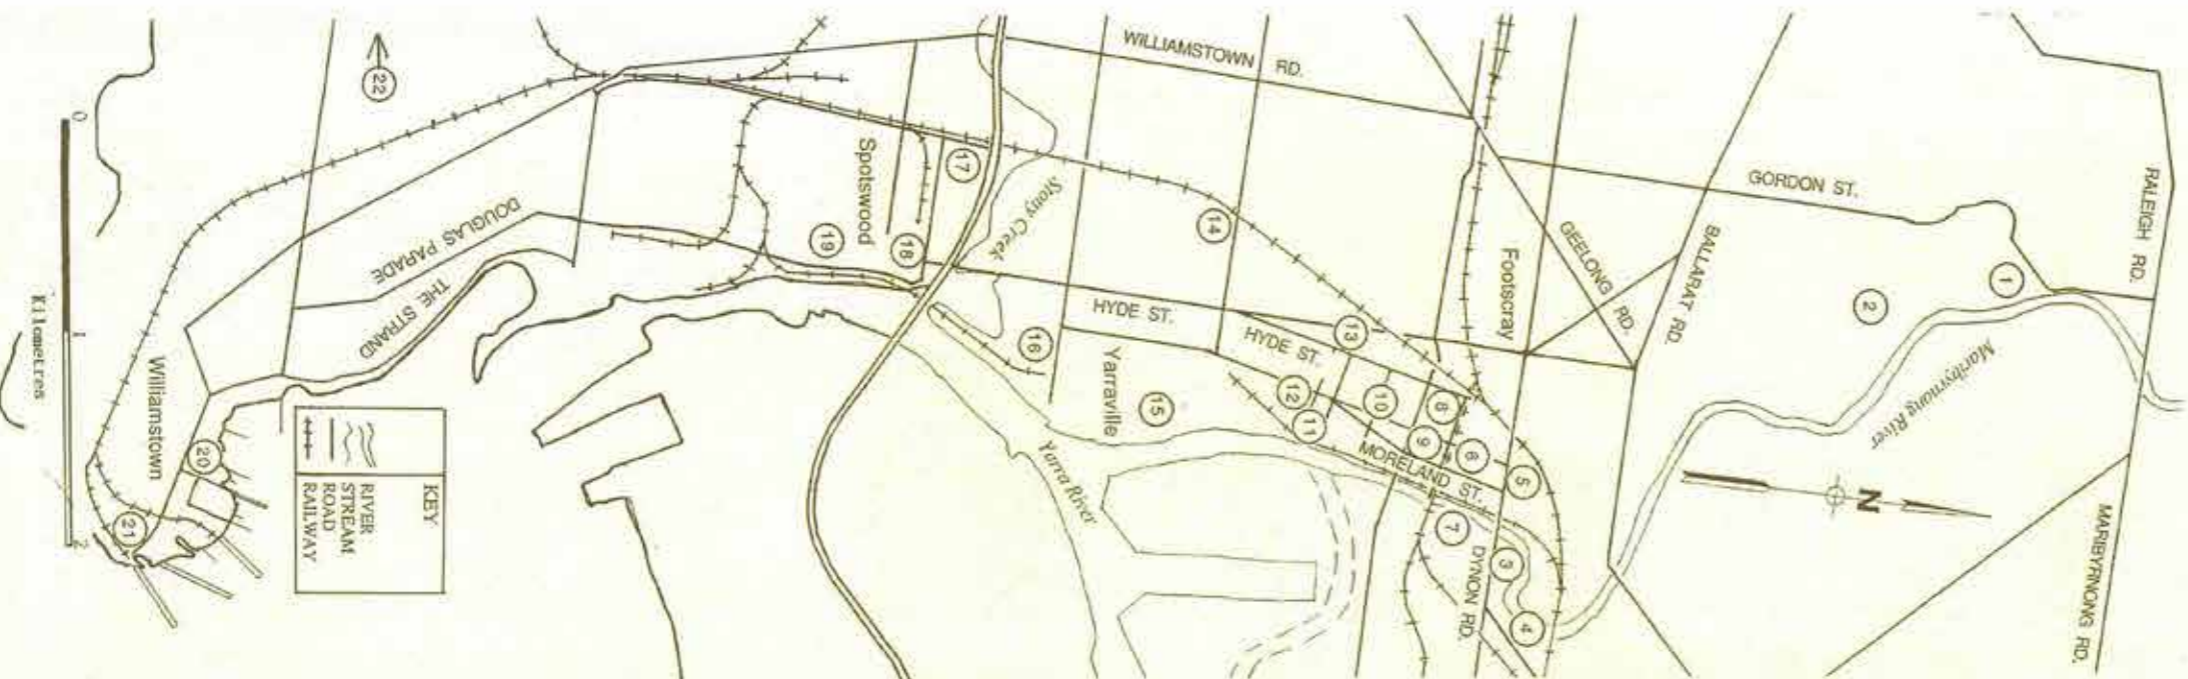 RALEIGH RD.
MARIBYRNONG RD.
1
2
GORDON ST.
Maribyrnong River
N
BALLARAT RD.
GEELONG RD.
Footscray
DYNON RD.
3
4
5
6
7
8
9
10
11
12
13
14
15
16
17
18
19
20
21
22
WILLIAMSTOWN RD.
HYDE ST.
HYDE ST.
MORELAND ST.
Yarraville
Yarra River
Stony Creek
Spotswood
DOUGLAS PARADE
THE STRAND
Williamstown
KEY
RIVER
STREAM
ROAD
RAILWAY
0
1
2
Kilometres